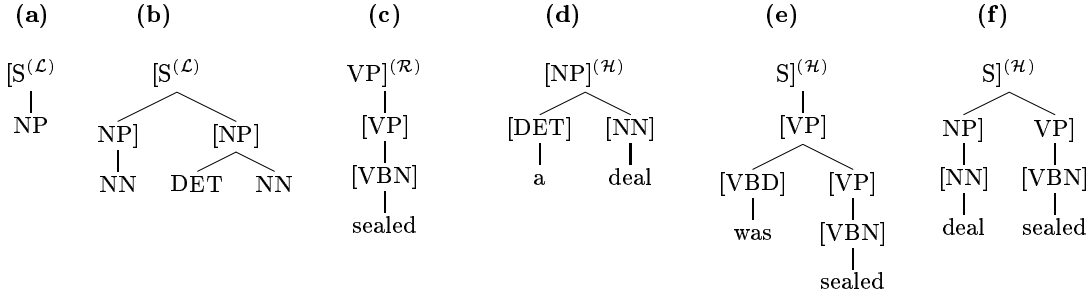 (a) (b) (c) (d) (e) (f)
[S(ℒ) [S(ℒ) VP](ℛ) [NP](ℋ) S](ℋ) S](ℋ)
NP NP] [NP] [VP] [DET] [NN] [VP] NP] VP]
NN DET NN [VBN] a deal [VBD] [VP] [NN] [VBN]
sealed was [VBN] deal sealed
sealed